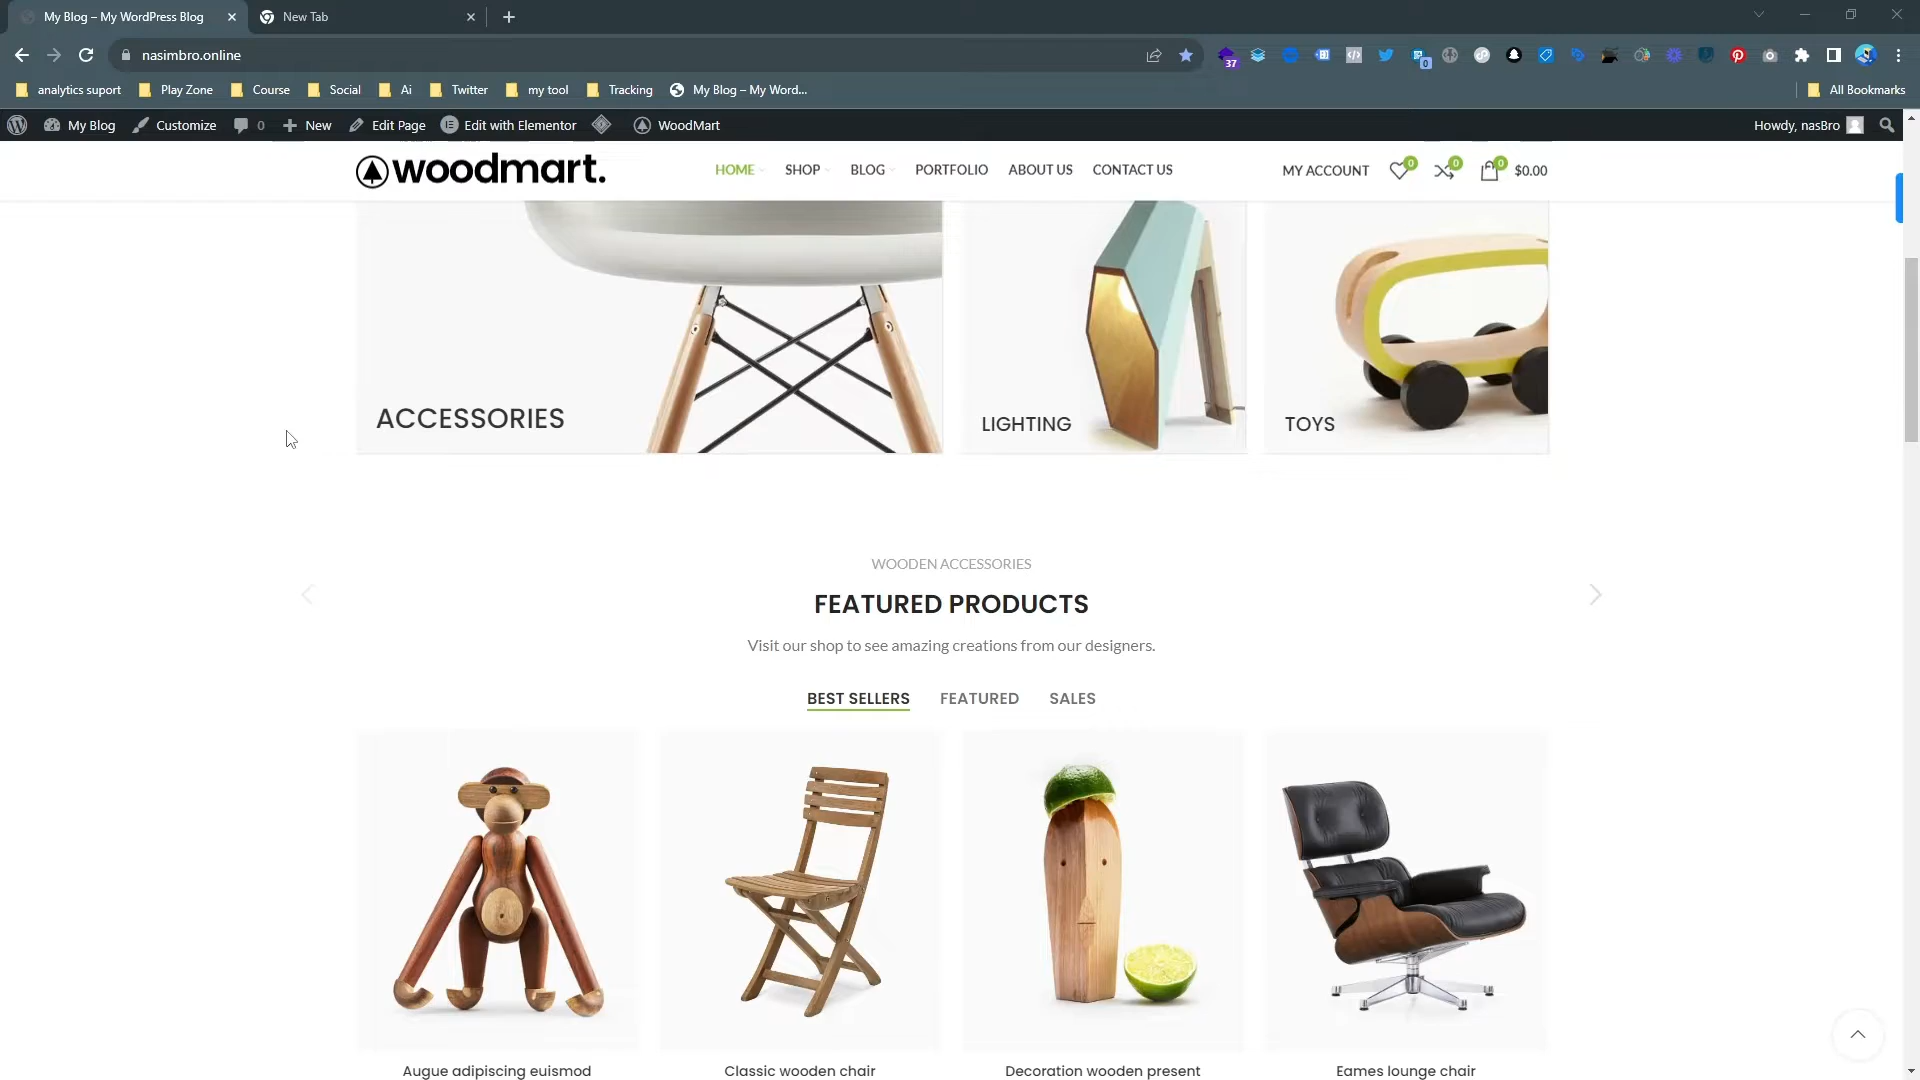 My Blog – My WordPress Blog
New Tab
nasimbro.online
37
0
analytics suport
Play Zone
Course
Social
Ai
Twitter
my tool
Tracking
My Blog – My Word...
All Bookmarks
My Blog
Customize
0
New
Edit Page
Edit with Elementor
WoodMart
Howdy, nasBro
woodmart.
HOME
SHOP
BLOG
PORTFOLIO
ABOUT US
CONTACT US
MY ACCOUNT
0
0
0
$0.00
ACCESSORIES
LIGHTING
TOYS
WOODEN ACCESSORIES
FEATURED PRODUCTS
Visit our shop to see amazing creations from our designers.
BEST SELLERS
FEATURED
SALES
Augue adipiscing euismod
Classic wooden chair
Decoration wooden present
Eames lounge chair